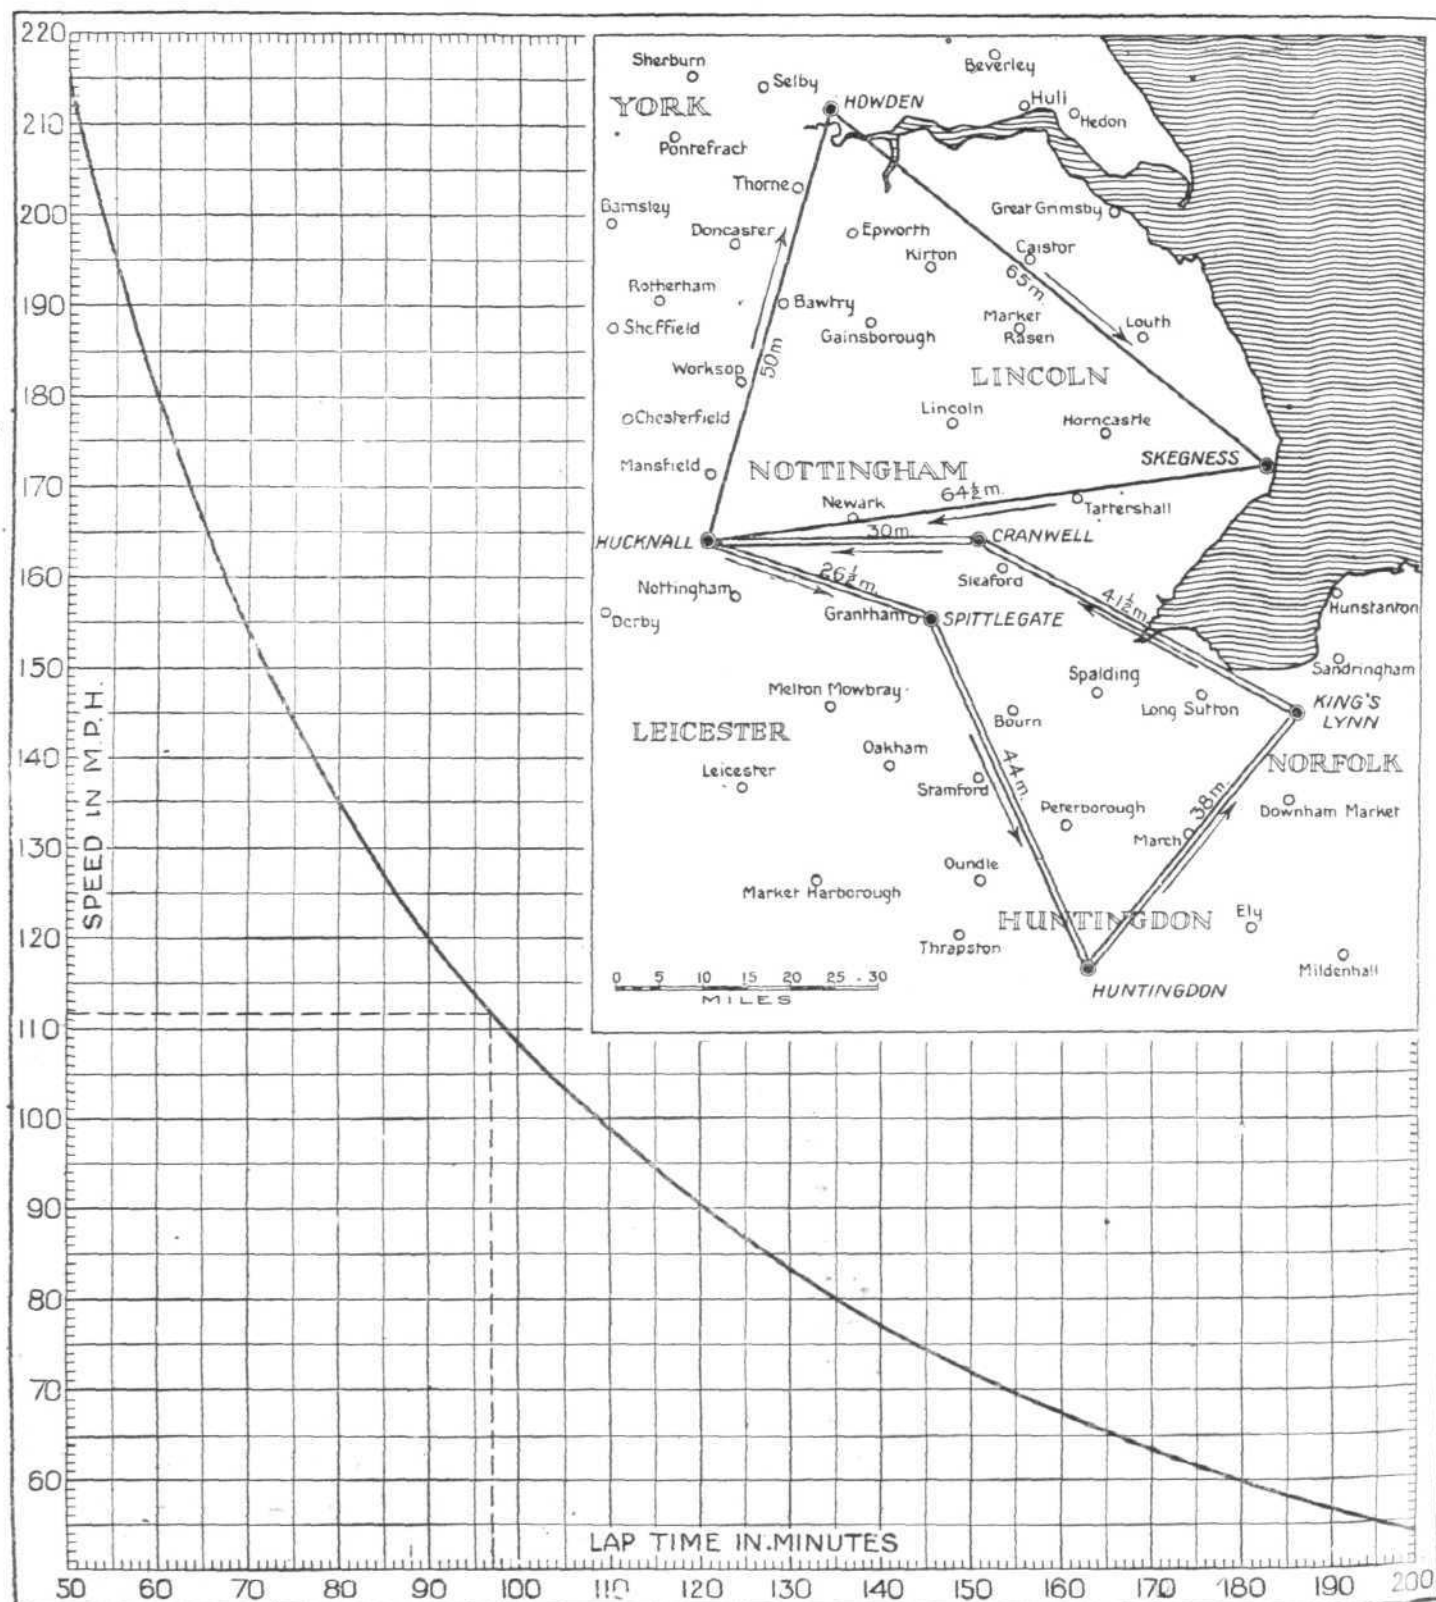 220
210
200
190
180
170
160
150
140
130
120
110
100
90
80
70
60
SPEED IN M.P.H.
Sherburn
Selby
Beverley
YORK
HOWDEN
Hull
Hedon
Pontefract
Thorne
Barnsley
Doncaster
Epworth
Great Grimsby
Kirton
Caistor
65 m.
Rotherham
Bawtry
Sheffield
Gainsborough
Market
Rasen
Louth
50m
Worksop
LINCOLN
Chesterfield
Lincoln
Horncastle
Mansfield
NOTTINGHAM
SKEGNESS
64½m.
Newark
Tattershall
30m.
HUCKNALL
CRANWELL
26½m.
Sleaford
41½m.
Nottingham
Hunstanton
Derby
Grantham
SPITTLEGATE
Sandringham
Melton Mowbray
Spalding
Long Sutton
KING'S
LYNN
Bourn
LEICESTER
Oakham
44m.
NORFOLK
Leicester
Stamford
Peterborough
38m.
Downham Market
March
Oundle
Market Harborough
HUNTINGDON
Ely
Thrapston
Mildenhall
0 5 10 15 20 25 30
MILES
HUNTINGDON
LAP TIME IN MINUTES
50 60 70 80 90 100 110 120 130 140 150 160 170 180 190 200